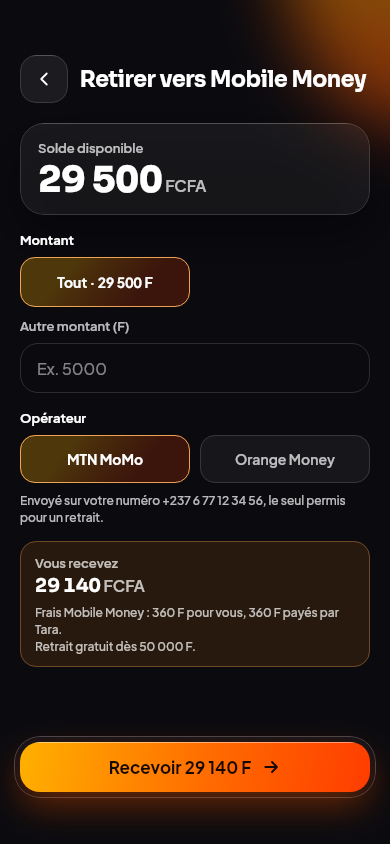 Retirer vers Mobile Money
Solde disponible
29 500 FCFA
Montant
Tout · 29 500 F
Autre montant (F)
Ex. 5000
Opérateur
MTN MoMo
Orange Money
Envoyé sur votre numéro +237 6 77 12 34 56, le seul permis
pour un retrait.
Vous recevez
29 140 FCFA
Frais Mobile Money : 360 F pour vous, 360 F payés par
Tara.
Retrait gratuit dès 50 000 F.
Recevoir 29 140 F →